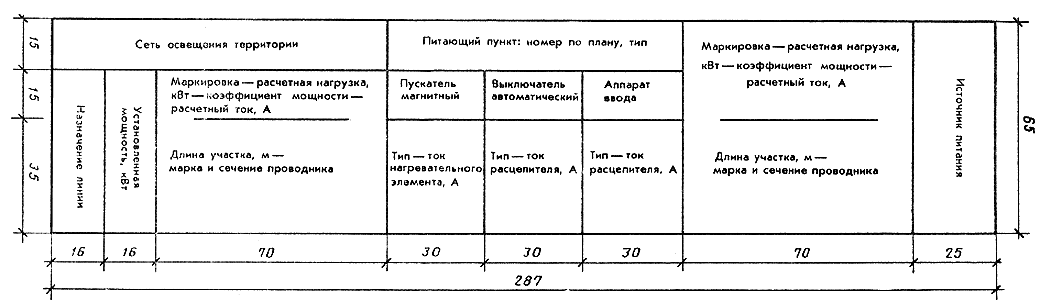 Сеть освещения территории
Питающий пункт: номер по плану, тип
Маркировка — расчетная нагрузка,
кВт — коэффициент мощности —
расчетный ток, А
Длина участка, м —
марка и сечение проводника
Источник питания
Назначение линии
Установленная
мощность, кВт
Маркировка — расчетная нагрузка,
кВт — коэффициент мощности —
расчетный ток, А
Длина участка, м —
марка и сечение проводника
Пускатель
магнитный
Тип — ток
нагревательного
элемента, А
Выключатель
автоматический
Тип — ток
расцепителя, А
Аппарат
ввода
Тип — ток
расцепителя, А
15
15
35
65
16
16
70
30
30
30
70
25
287